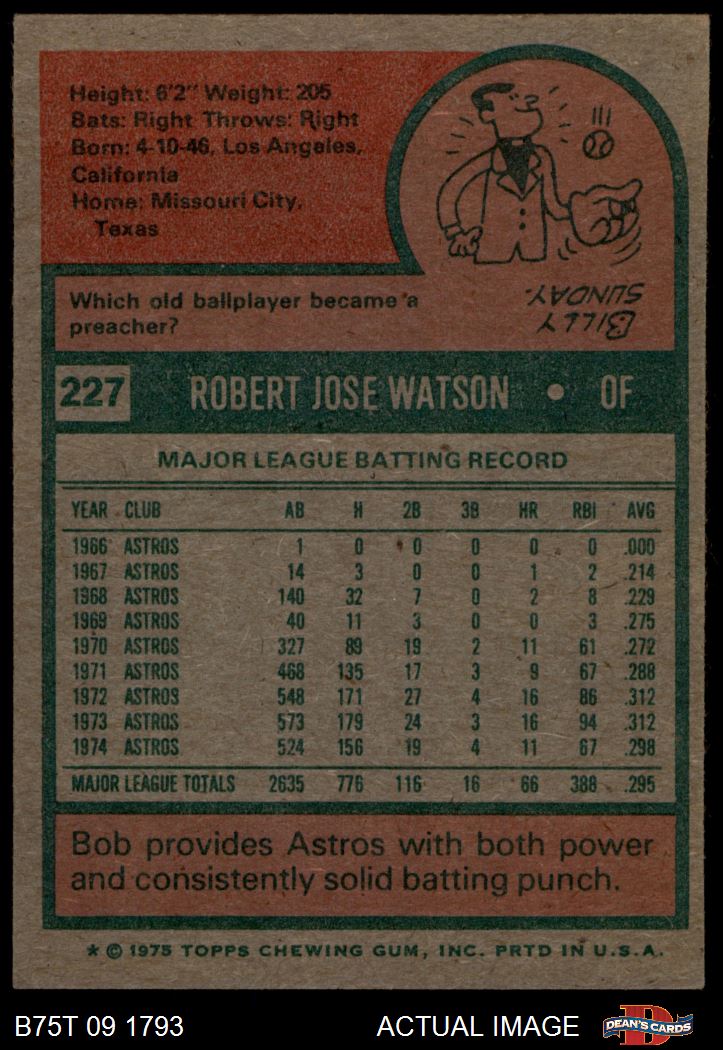 Height: 6'2" Weight: 205
Bats: Right Throws: Right
Born: 4-10-46, Los Angeles,
California
Home: Missouri City,
Texas
Which old ballplayer became a
preacher?
BILLY
SUNDAY.
227 ROBERT JOSE WATSON • OF
MAJOR LEAGUE BATTING RECORD
YEAR CLUB AB H 2B 3B HR RBI AVG
1966 ASTROS 1 0 0 0 0 0 .000
1967 ASTROS 14 3 0 0 1 2 .214
1968 ASTROS 140 32 7 0 2 8 .229
1969 ASTROS 40 11 3 0 0 3 .275
1970 ASTROS 327 89 19 2 11 61 .272
1971 ASTROS 468 135 17 3 9 67 .288
1972 ASTROS 548 171 27 4 16 86 .312
1973 ASTROS 573 179 24 3 16 94 .312
1974 ASTROS 524 156 19 4 11 67 .298
MAJOR LEAGUE TOTALS 2635 776 116 16 66 388 .295
Bob provides Astros with both power
and consistently solid batting punch.
* © 1975 TOPPS CHEWING GUM, INC. PRTD IN U.S.A.
B75T 09 1793 ACTUAL IMAGE D DEAN'S CARDS